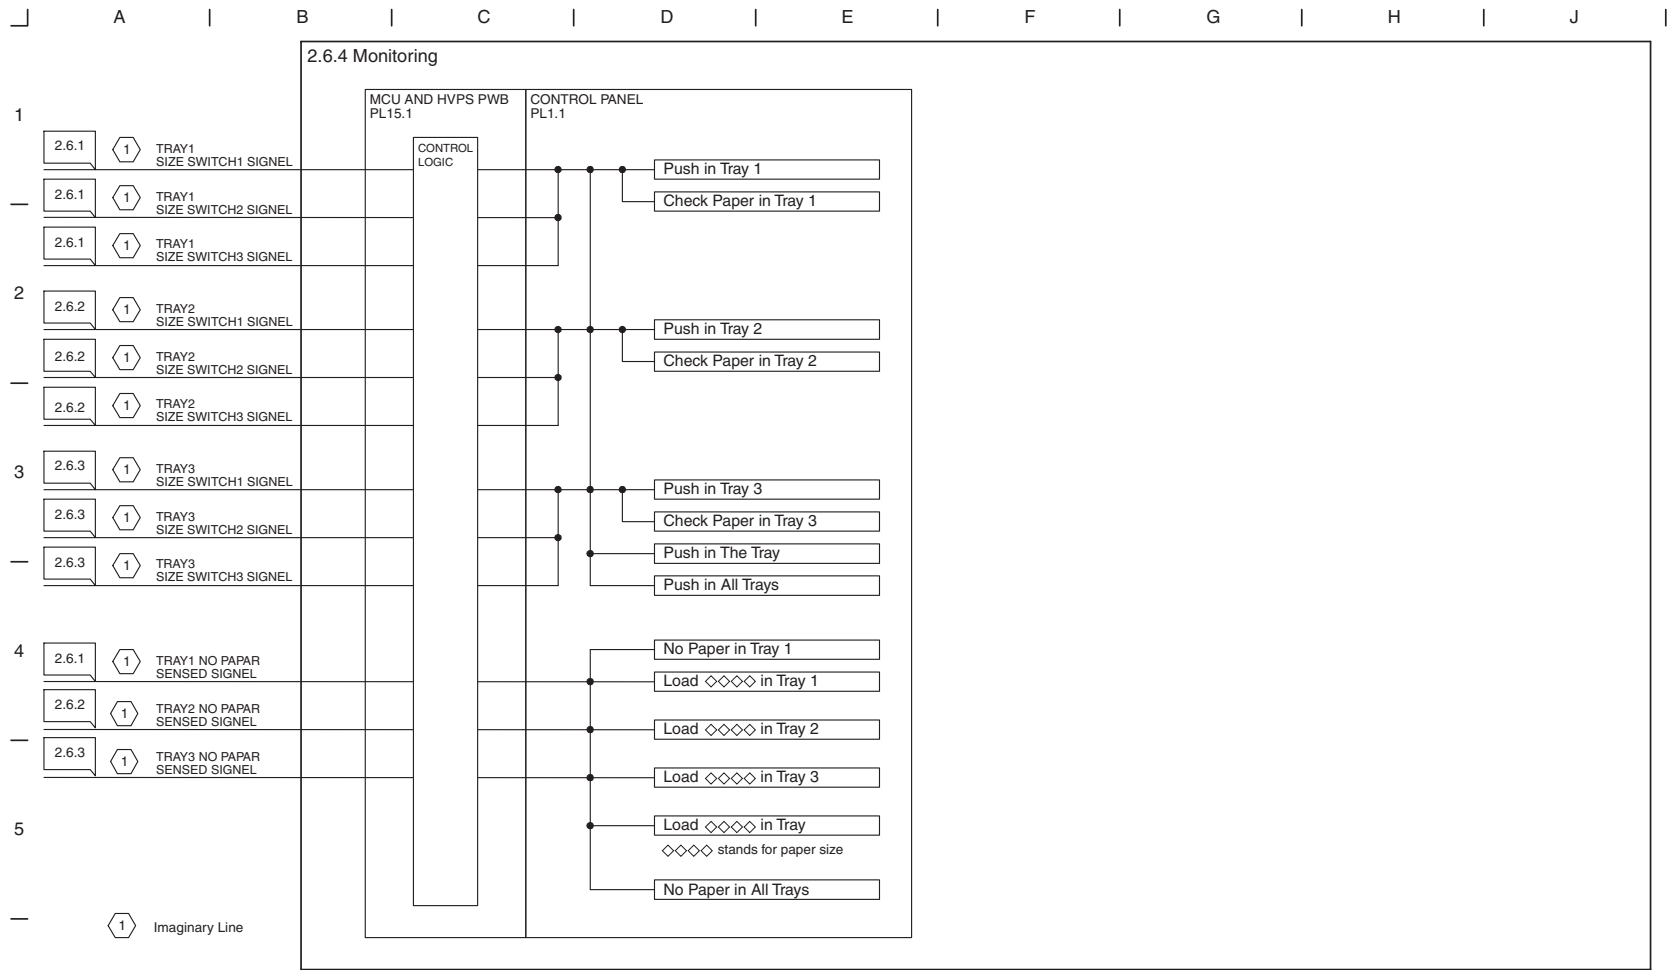 A B C D E F G H J
2.6.4 Monitoring
1
MCU AND HVPS PWB
PL15.1
CONTROL PANEL
PL1.1
CONTROL
LOGIC
2.6.1 1 TRAY1
SIZE SWITCH1 SIGNEL
Push in Tray 1
2.6.1 1 TRAY1
SIZE SWITCH2 SIGNEL
Check Paper in Tray 1
2.6.1 1 TRAY1
SIZE SWITCH3 SIGNEL
2
2.6.2 1 TRAY2
SIZE SWITCH1 SIGNEL
Push in Tray 2
2.6.2 1 TRAY2
SIZE SWITCH2 SIGNEL
Check Paper in Tray 2
2.6.2 1 TRAY2
SIZE SWITCH3 SIGNEL
3
2.6.3 1 TRAY3
SIZE SWITCH1 SIGNEL
Push in Tray 3
2.6.3 1 TRAY3
SIZE SWITCH2 SIGNEL
Check Paper in Tray 3
Push in The Tray
2.6.3 1 TRAY3
SIZE SWITCH3 SIGNEL
Push in All Trays
4
No Paper in Tray 1
2.6.1 1 TRAY1 NO PAPAR
SENSED SIGNEL
Load ◇◇◇◇ in Tray 1
2.6.2 1 TRAY2 NO PAPAR
SENSED SIGNEL
Load ◇◇◇◇ in Tray 2
2.6.3 1 TRAY3 NO PAPAR
SENSED SIGNEL
Load ◇◇◇◇ in Tray 3
5
Load ◇◇◇◇ in Tray
◇◇◇◇ stands for paper size
No Paper in All Trays
1 Imaginary Line